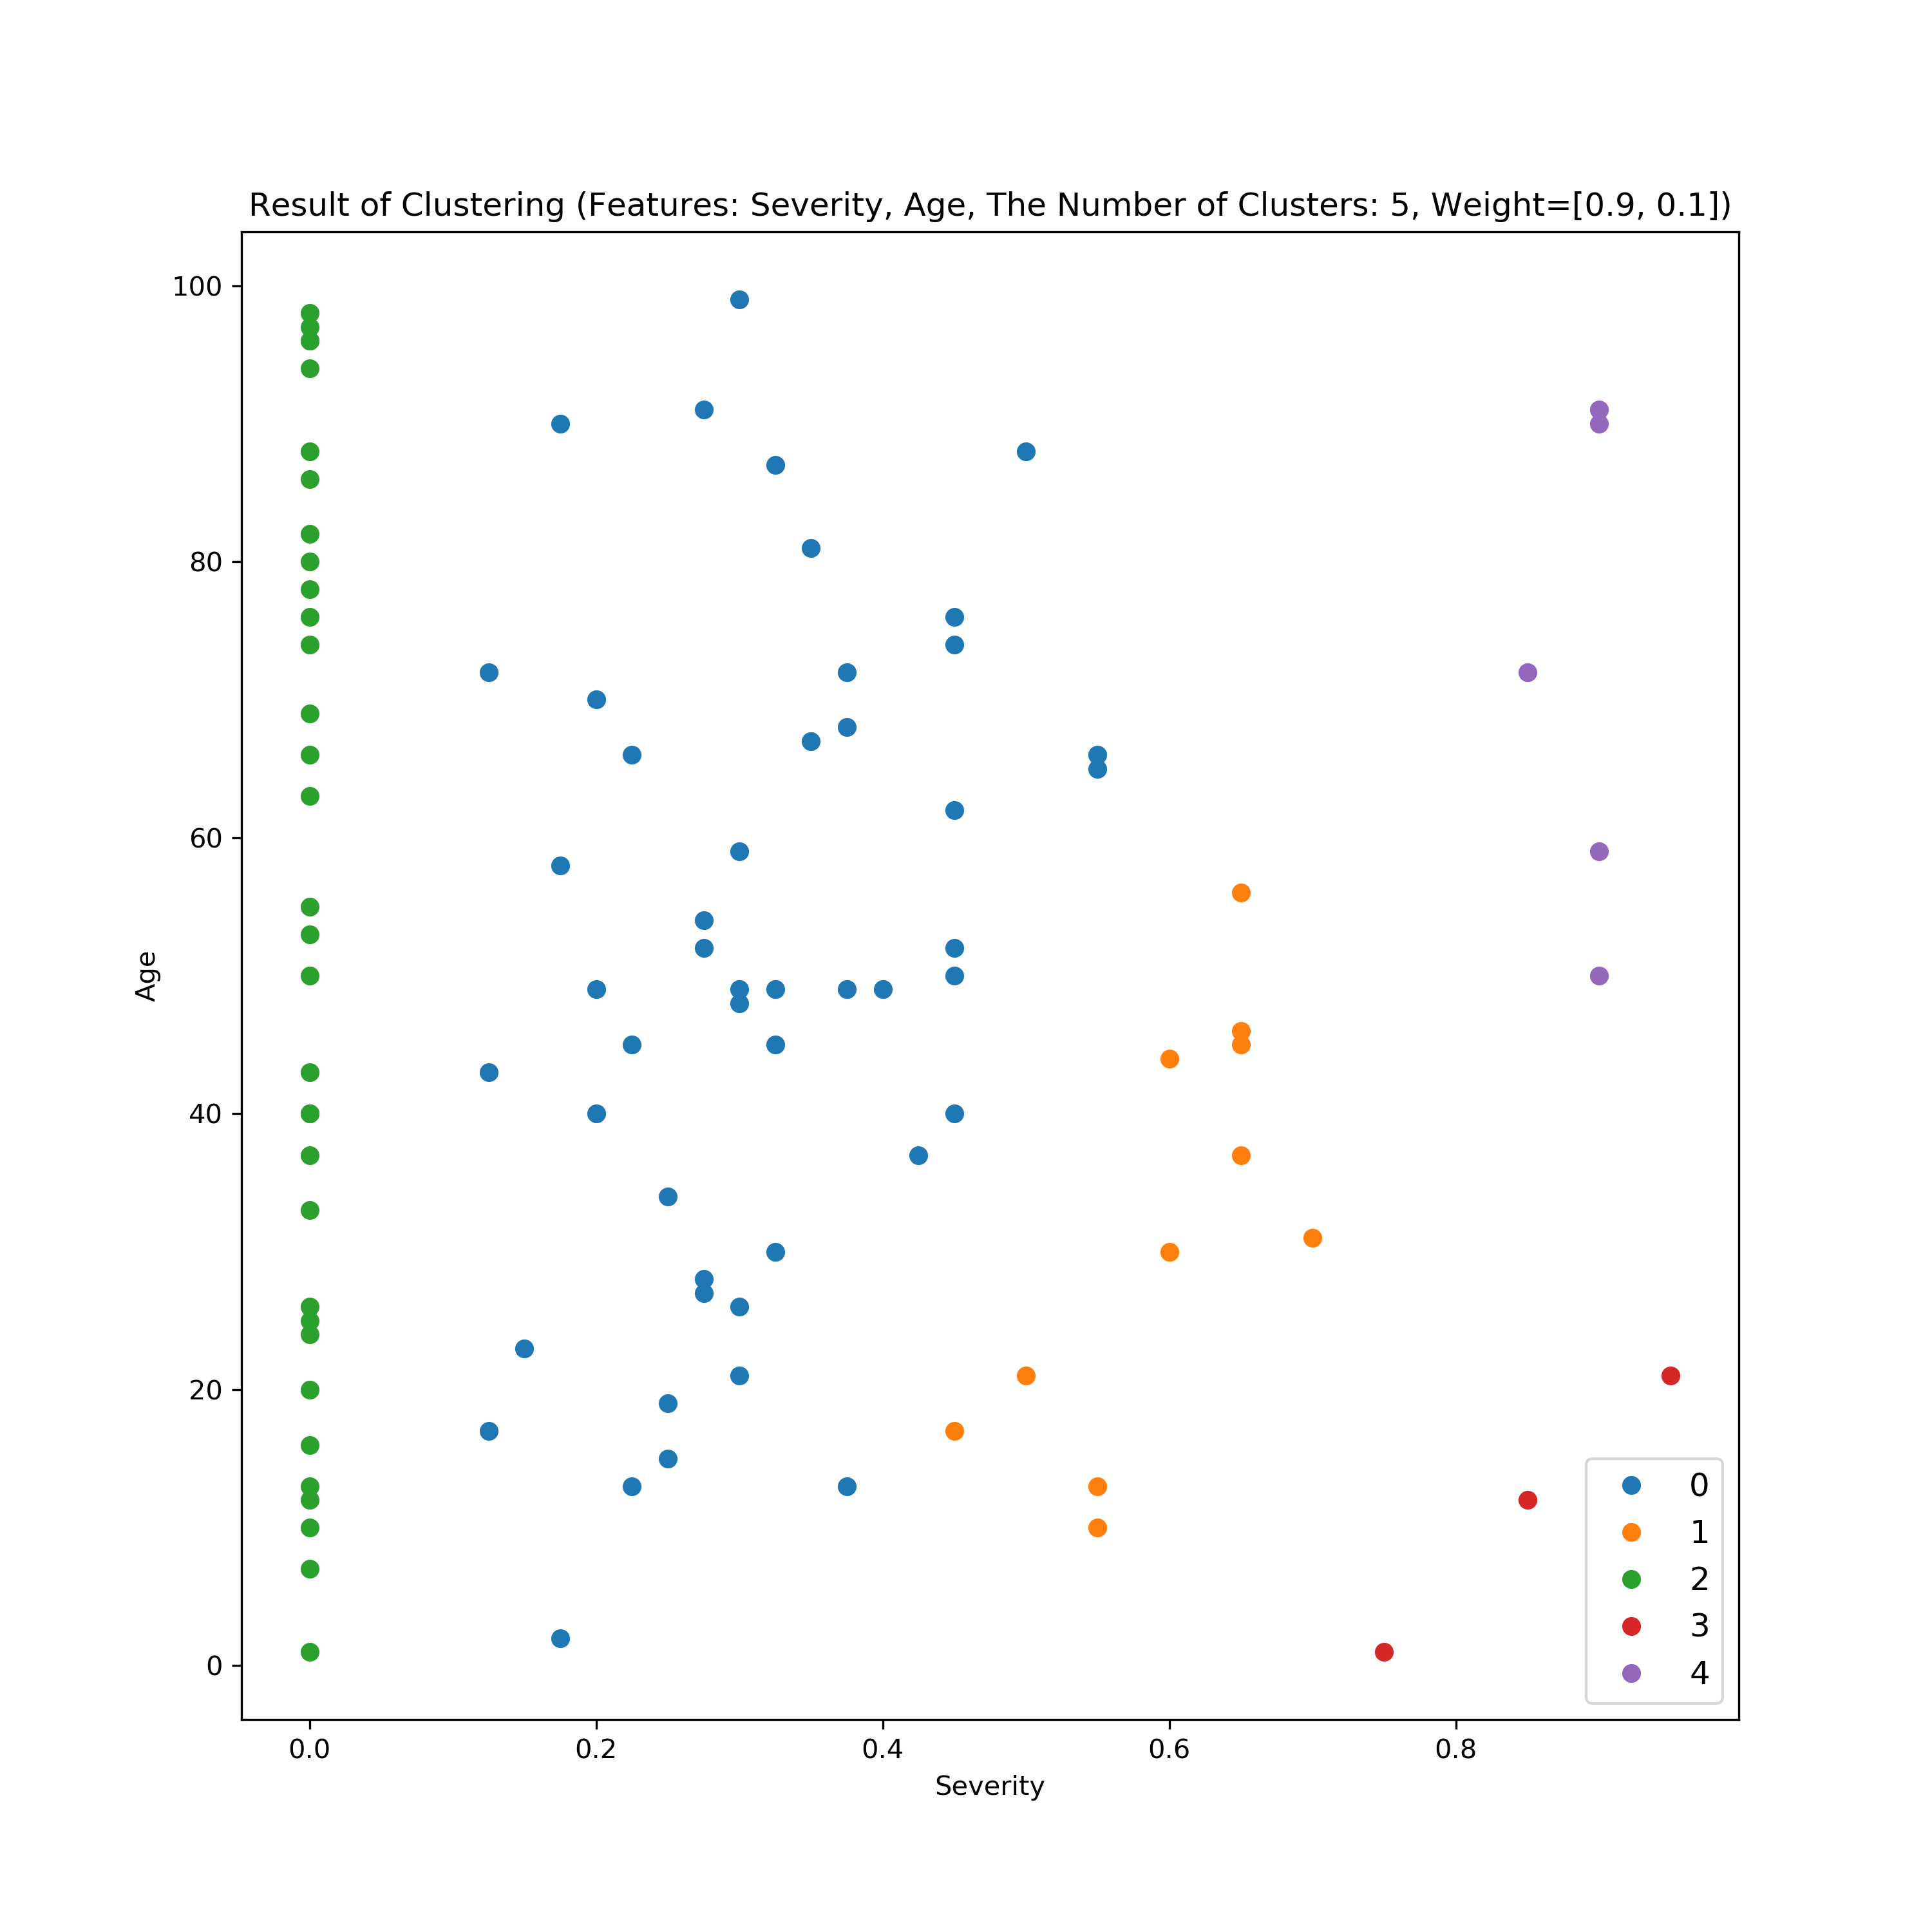 Result of Clustering (Features: Severity, Age, The Number of Clusters: 5, Weight=[0.9, 0.1])
100
80
60
40
20
0
Age
0.0 0.2 0.4 0.6 0.8
Severity
0
1
2
3
4